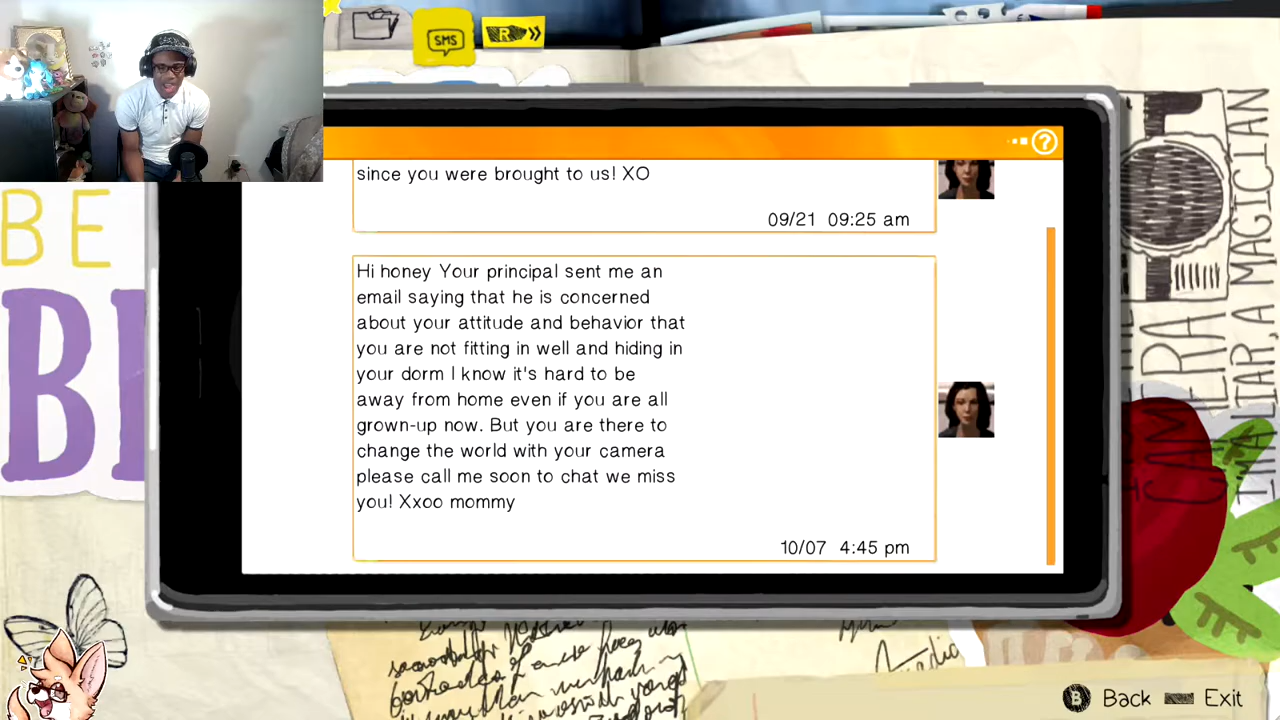 SMS
R
since you were brought to us! XO
09/21 09:25 am
Hi honey Your principal sent me an
email saying that he is concerned
about your attitude and behavior that
you are not fitting in well and hiding in
your dorm I know it's hard to be
away from home even if you are all
grown-up now. But you are there to
change the world with your camera
please call me soon to chat we miss
you! Xxoo mommy
10/07 4:45 pm
?
BE
LIAR, A MAGICIAN
B Back
Exit